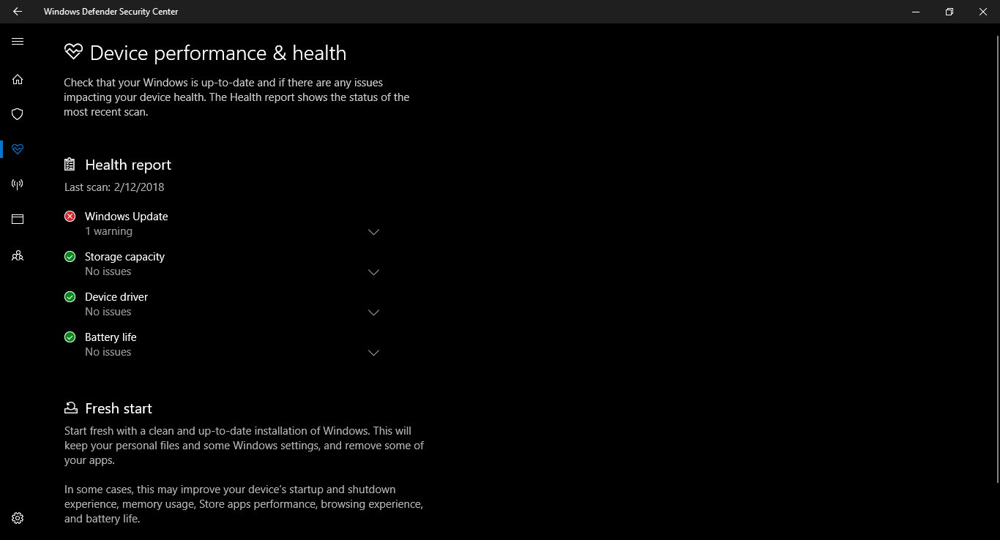 Windows Defender Security Center
Device performance & health
Check that your Windows is up-to-date and if there are any issues
impacting your device health. The Health report shows the status of the
most recent scan.
Health report
Last scan: 2/12/2018
Windows Update
1 warning
Storage capacity
No issues
Device driver
No issues
Battery life
No issues
Fresh start
Start fresh with a clean and up-to-date installation of Windows. This will
keep your personal files and some Windows settings, and remove some of
your apps.
In some cases, this may improve your device's startup and shutdown
experience, memory usage, Store apps performance, browsing experience,
and battery life.